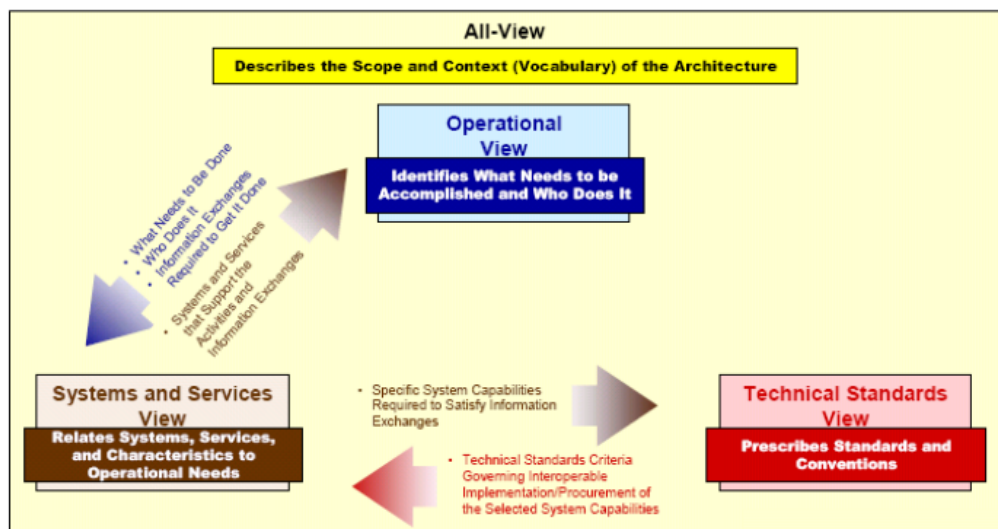 All-View
Describes the Scope and Context (Vocabulary) of the Architecture
Operational
View
Identifies What Needs to be
Accomplished and Who Does It
• What Needs to Be Done
• Who Does It
• Information Exchanges
Required to Get It Done
• Systems and Services
that Support the
Activities and
Information Exchanges
Systems and Services
View
Relates Systems, Services,
and Characteristics to
Operational Needs
• Specific System Capabilities
Required to Satisfy Information
Exchanges
• Technical Standards Criteria
Governing Interoperable
Implementation/Procurement of
the Selected System Capabilities
Technical Standards
View
Prescribes Standards and
Conventions